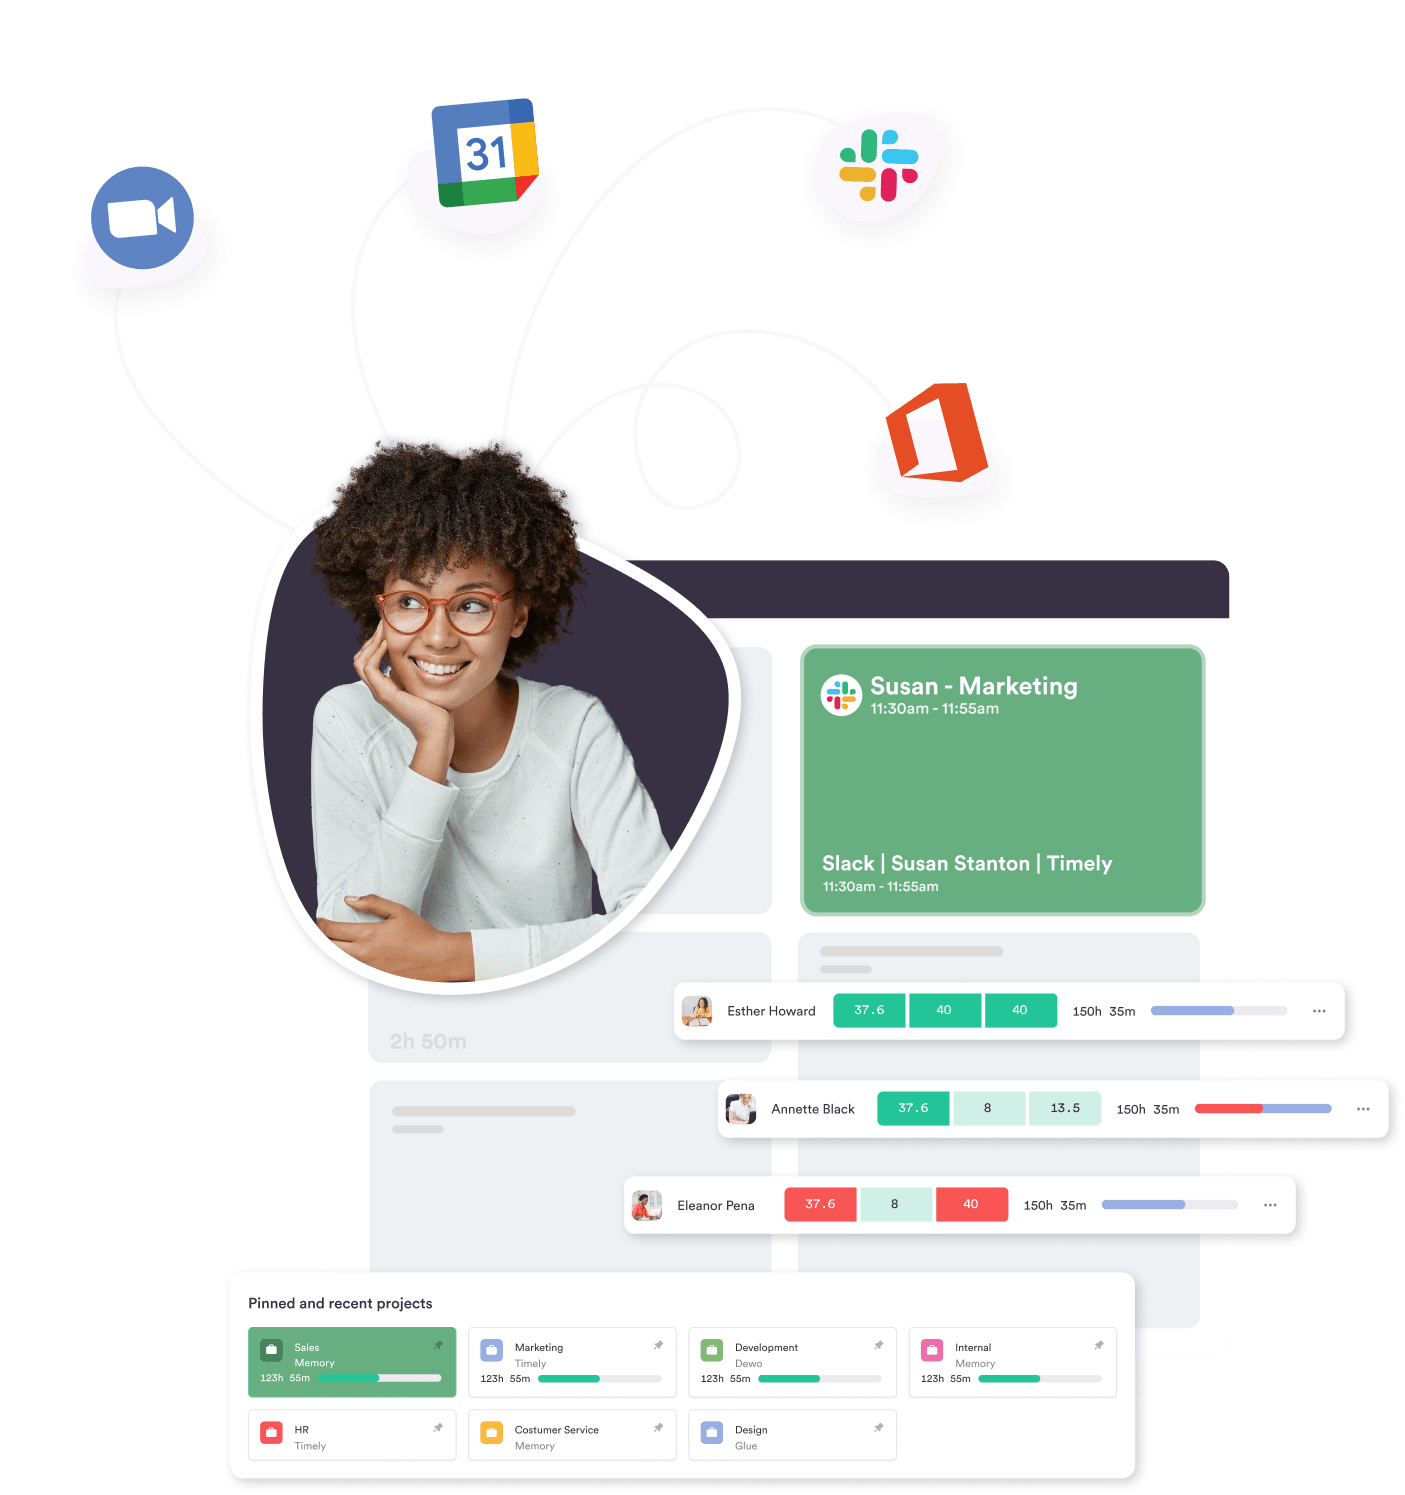 31
Susan - Marketing
11:30am - 11:55am
Slack | Susan Stanton | Timely
11:30am - 11:55am
2h 50m
Esther Howard 37.6 40 40 150h 35m
Annette Black 37.6 8 13.5 150h 35m
Eleanor Pena 37.6 8 40 150h 35m
Pinned and recent projects
Sales
Memory
123h 55m
Marketing
Timely
123h 55m
Development
Dewo
123h 55m
Internal
Memory
123h 55m
HR
Timely
Costumer Service
Memory
Design
Glue